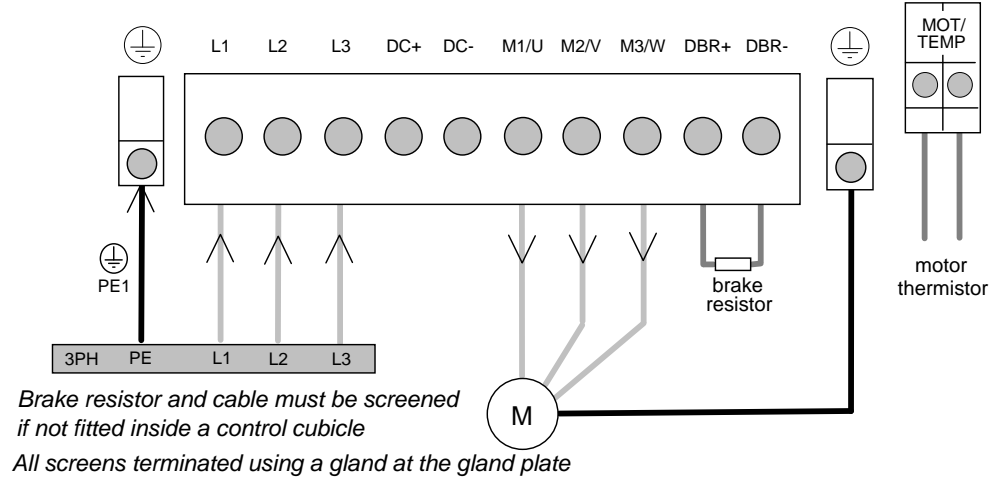 MOT/
TEMP
L1 L2 L3 DC+ DC- M1/U M2/V M3/W DBR+ DBR-
PE1
motor
thermistor
brake
resistor
3PH PE L1 L2 L3
Brake resistor and cable must be screened
if not fitted inside a control cubicle
M
All screens terminated using a gland at the gland plate